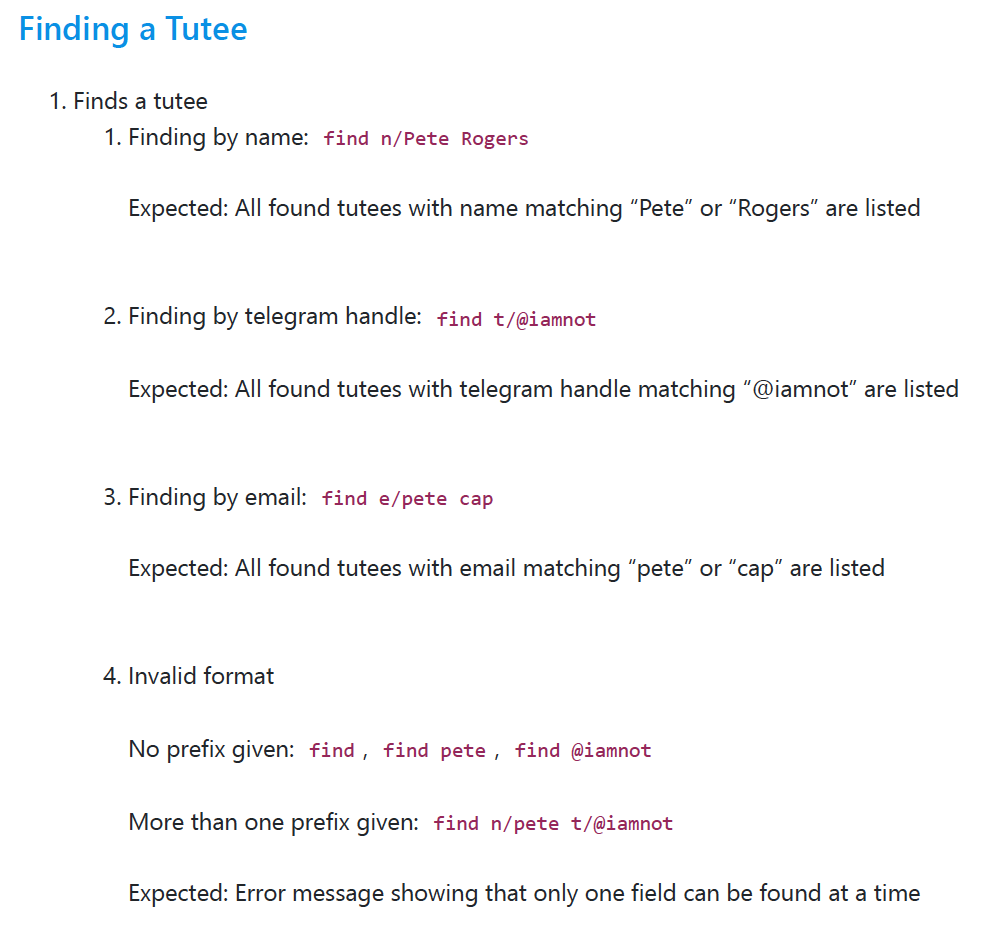 Finding a Tutee
1. Finds a tutee
1. Finding by name: find n/Pete Rogers
Expected: All found tutees with name matching “Pete” or “Rogers” are listed
2. Finding by telegram handle: find t/@iamnot
Expected: All found tutees with telegram handle matching “@iamnot” are listed
3. Finding by email: find e/pete cap
Expected: All found tutees with email matching “pete” or “cap” are listed
4. Invalid format
No prefix given: find , find pete , find @iamnot
More than one prefix given: find n/pete t/@iamnot
Expected: Error message showing that only one field can be found at a time